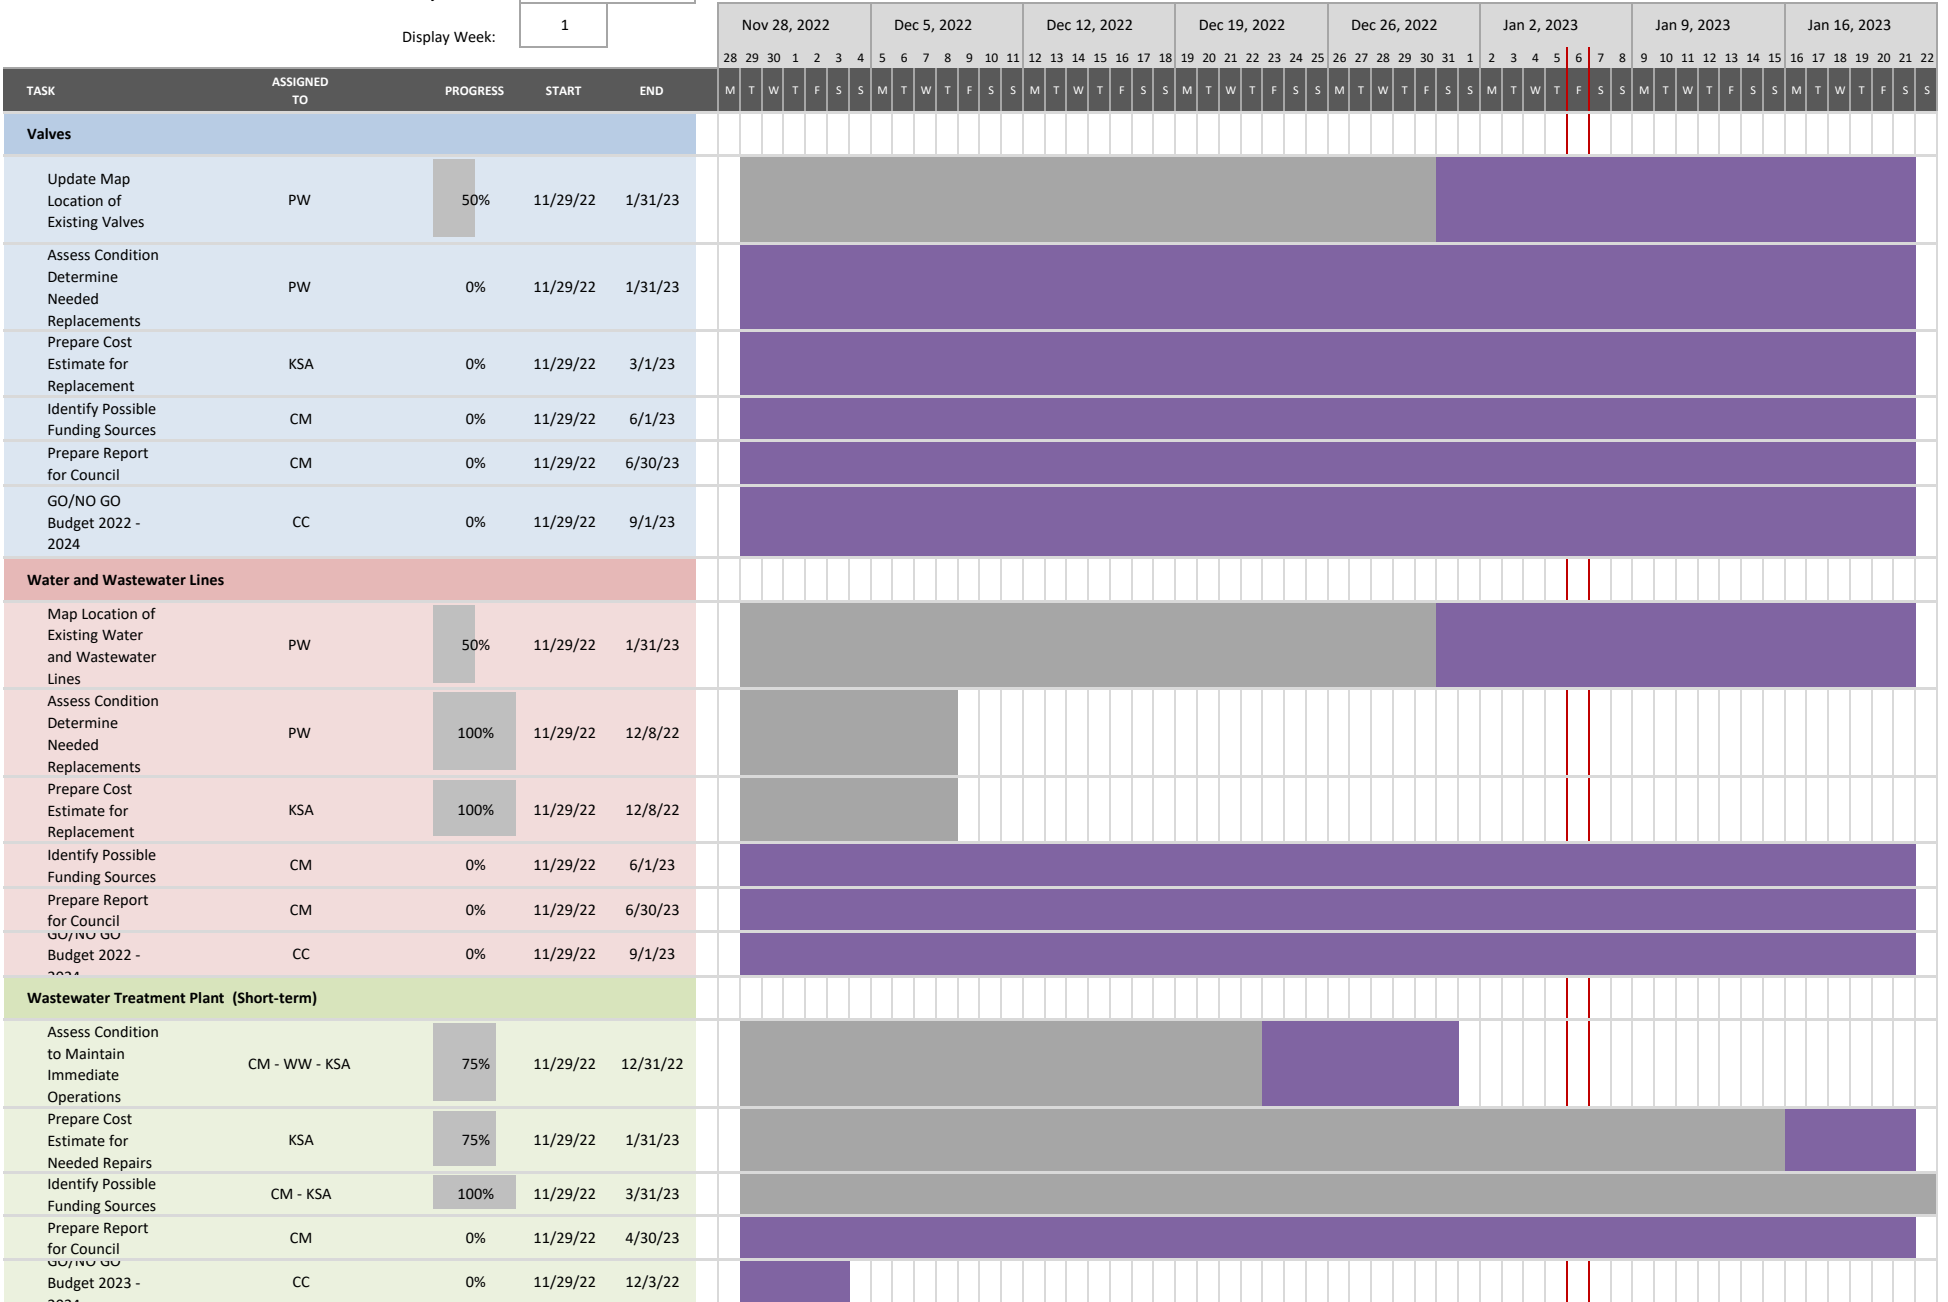 1
Display Week:
Nov 28, 2022 Dec 5, 2022 Dec 12, 2022 Dec 19, 2022 Dec 26, 2022 Jan 2, 2023 Jan 9, 2023 Jan 16, 2023
28 29 30 1 2 3 4 5 6 7 8 9 10 11 12 13 14 15 16 17 18 19 20 21 22 23 24 25 26 27 28 29 30 31 1 2 3 4 5 6 7 8 9 10 11 12 13 14 15 16 17 18 19 20 21 22
TASK ASSIGNED TO PROGRESS START END M T W T F S S M T W T F S S M T W T F S S M T W T F S S M T W T F S S M T W T F S S M T W T F S S M T W T F S S
Valves
Update Map
Location of
Existing Valves
PW 50% 11/29/22 1/31/23
Assess Condition
Determine
Needed
Replacements
PW 0% 11/29/22 1/31/23
Prepare Cost
Estimate for
Replacement
KSA 0% 11/29/22 3/1/23
Identify Possible
Funding Sources
CM 0% 11/29/22 6/1/23
Prepare Report
for Council
CM 0% 11/29/22 6/30/23
GO/NO GO
Budget 2022 -
2024
CC 0% 11/29/22 9/1/23
Water and Wastewater Lines
Map Location of
Existing Water
and Wastewater
Lines
PW 50% 11/29/22 1/31/23
Assess Condition
Determine
Needed
Replacements
PW 100% 11/29/22 12/8/22
Prepare Cost
Estimate for
Replacement
KSA 100% 11/29/22 12/8/22
Identify Possible
Funding Sources
CM 0% 11/29/22 6/1/23
Prepare Report
for Council
CM 0% 11/29/22 6/30/23
GO/NO GO
Budget 2022 -
CC 0% 11/29/22 9/1/23
Wastewater Treatment Plant (Short-term)
Assess Condition
to Maintain
Immediate
Operations
CM - WW - KSA 75% 11/29/22 12/31/22
Prepare Cost
Estimate for
Needed Repairs
KSA 75% 11/29/22 1/31/23
Identify Possible
Funding Sources
CM - KSA 100% 11/29/22 3/31/23
Prepare Report
for Council
CM 0% 11/29/22 4/30/23
GO/NO GO
Budget 2023 -
CC 0% 11/29/22 12/3/22